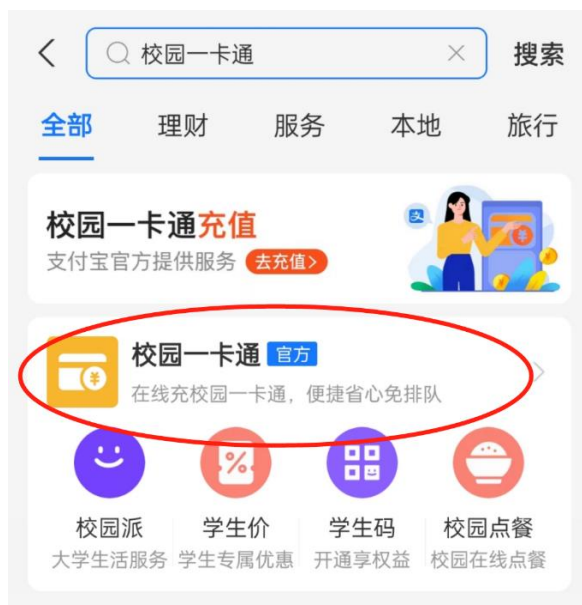 校园一卡通 搜索
全部 理财 服务 本地 旅行
校园一卡通充值
支付宝官方提供服务 去充值>
支
校园一卡通 官方
在线充校园一卡通，便捷省心免排队
校园派 学生价 学生码 校园点餐
大学生活服务 学生专属优惠 开通享权益 校园在线点餐